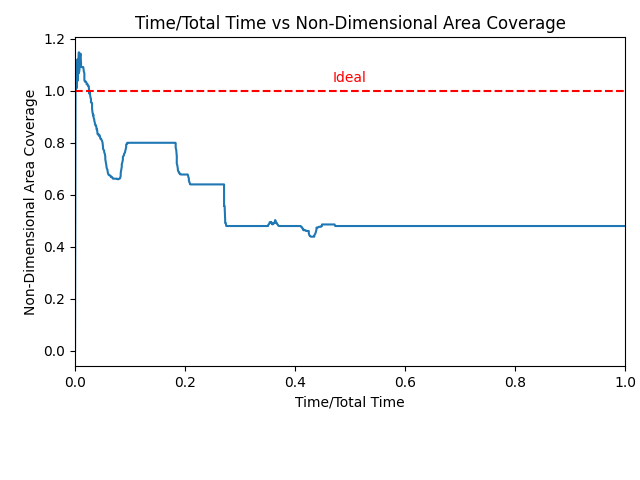 Time/Total Time vs Non-Dimensional Area Coverage
1.2
1.0
0.8
0.6
0.4
0.2
0.0
Non-Dimensional Area Coverage
Ideal
0.0 0.2 0.4 0.6 0.8 1.0
Time/Total Time